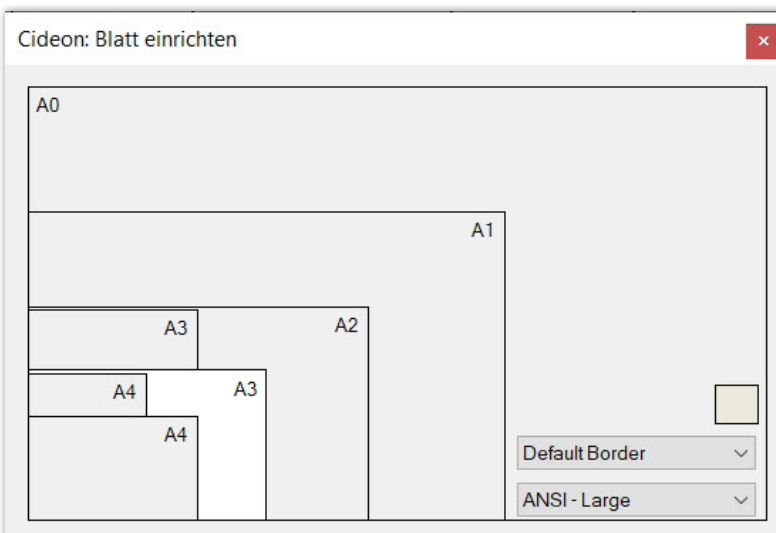 Cideon: Blatt einrichten
A0
A1
A3
A2
A4
A3
A4
Default Border
ANSI - Large